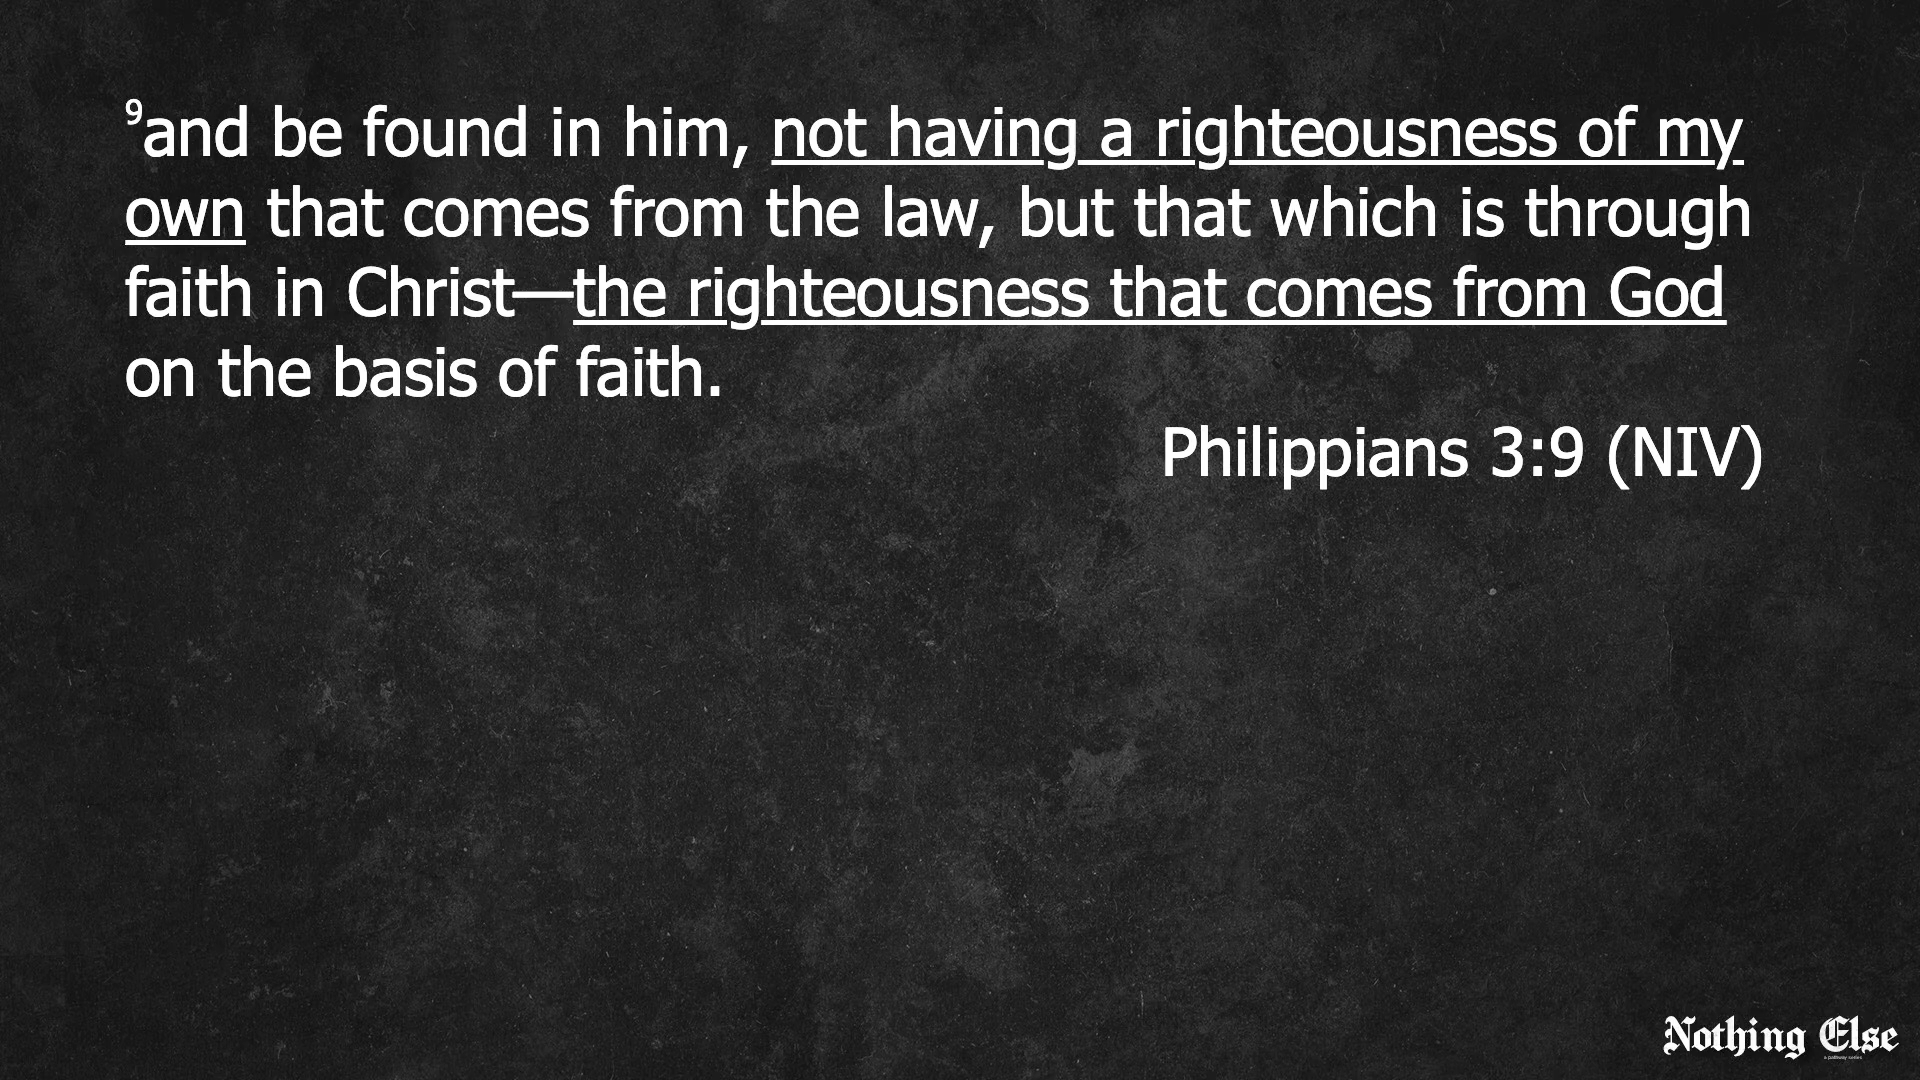 ⁹and be found in him, not having a righteousness of my
own that comes from the law, but that which is through
faith in Christ—the righteousness that comes from God
on the basis of faith.
Philippians 3:9 (NIV)
Nothing Else
a pathway series